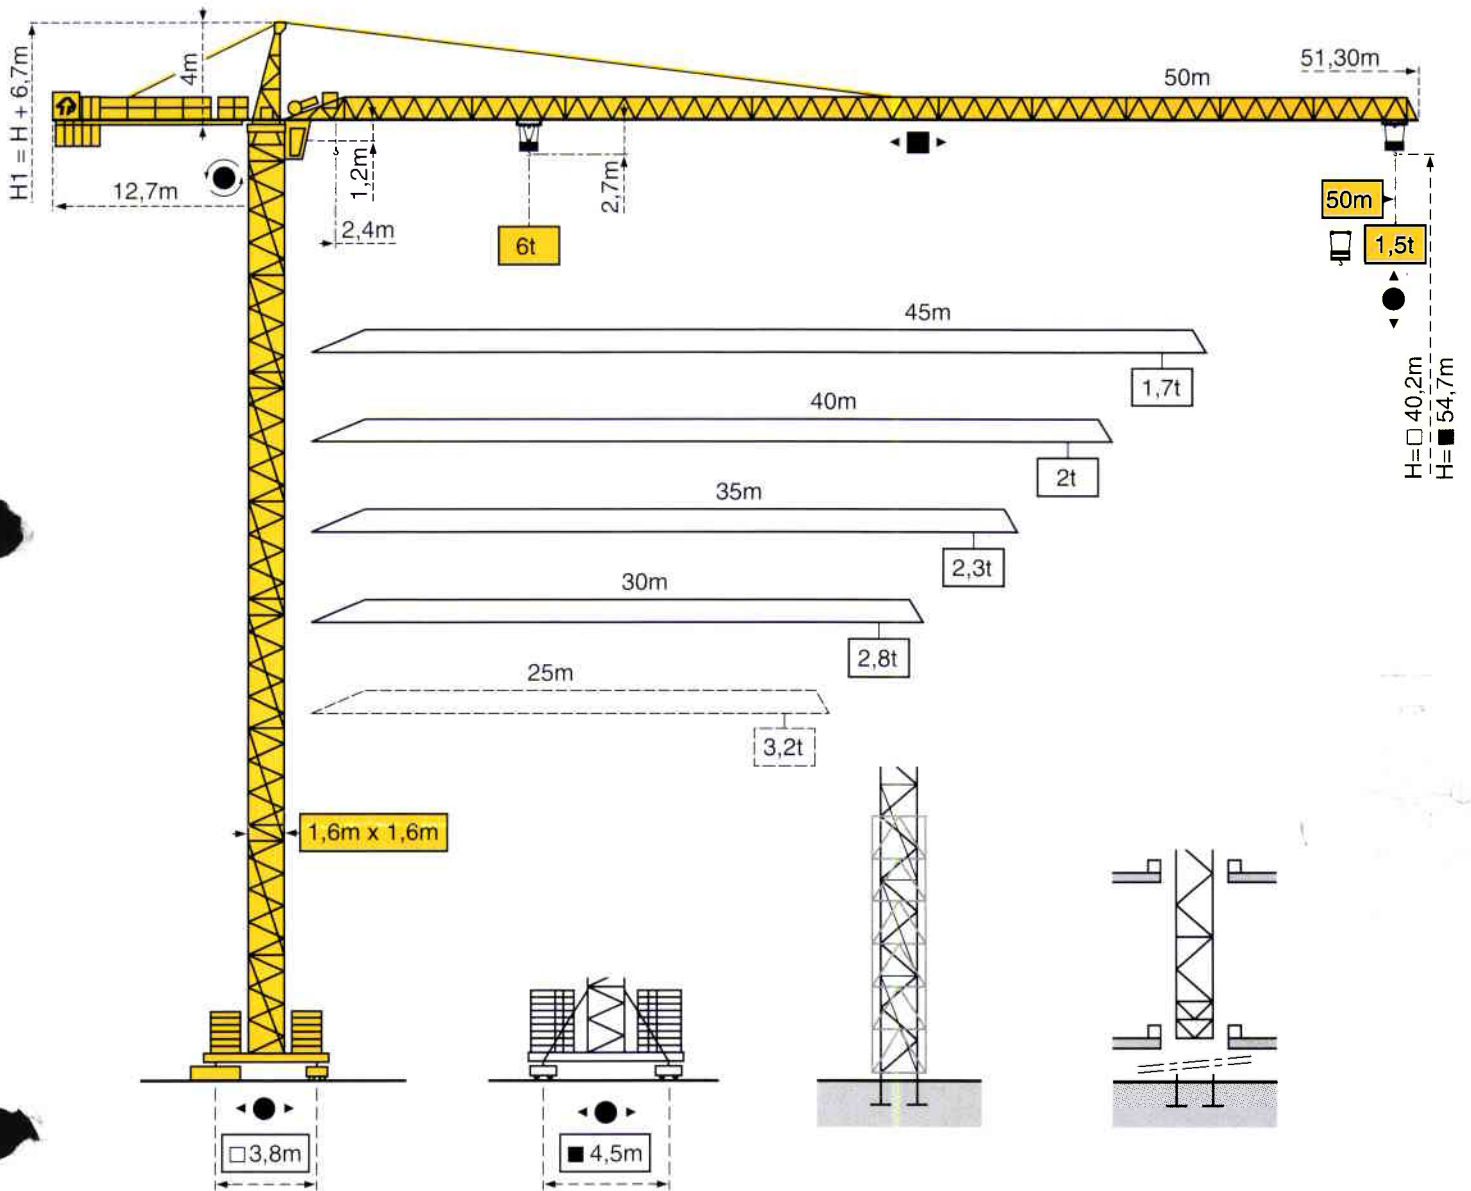 H1 = H + 6,7m
4m
50m
51,30m
12,7m
1,2m
2,4m
2,7m
6t
50m
1,5t
H=□ 40,2m
H=■ 54,7m
45m
1,7t
40m
2t
35m
2,3t
30m
2,8t
25m
3,2t
1,6m x 1,6m
□3,8m
■ 4,5m